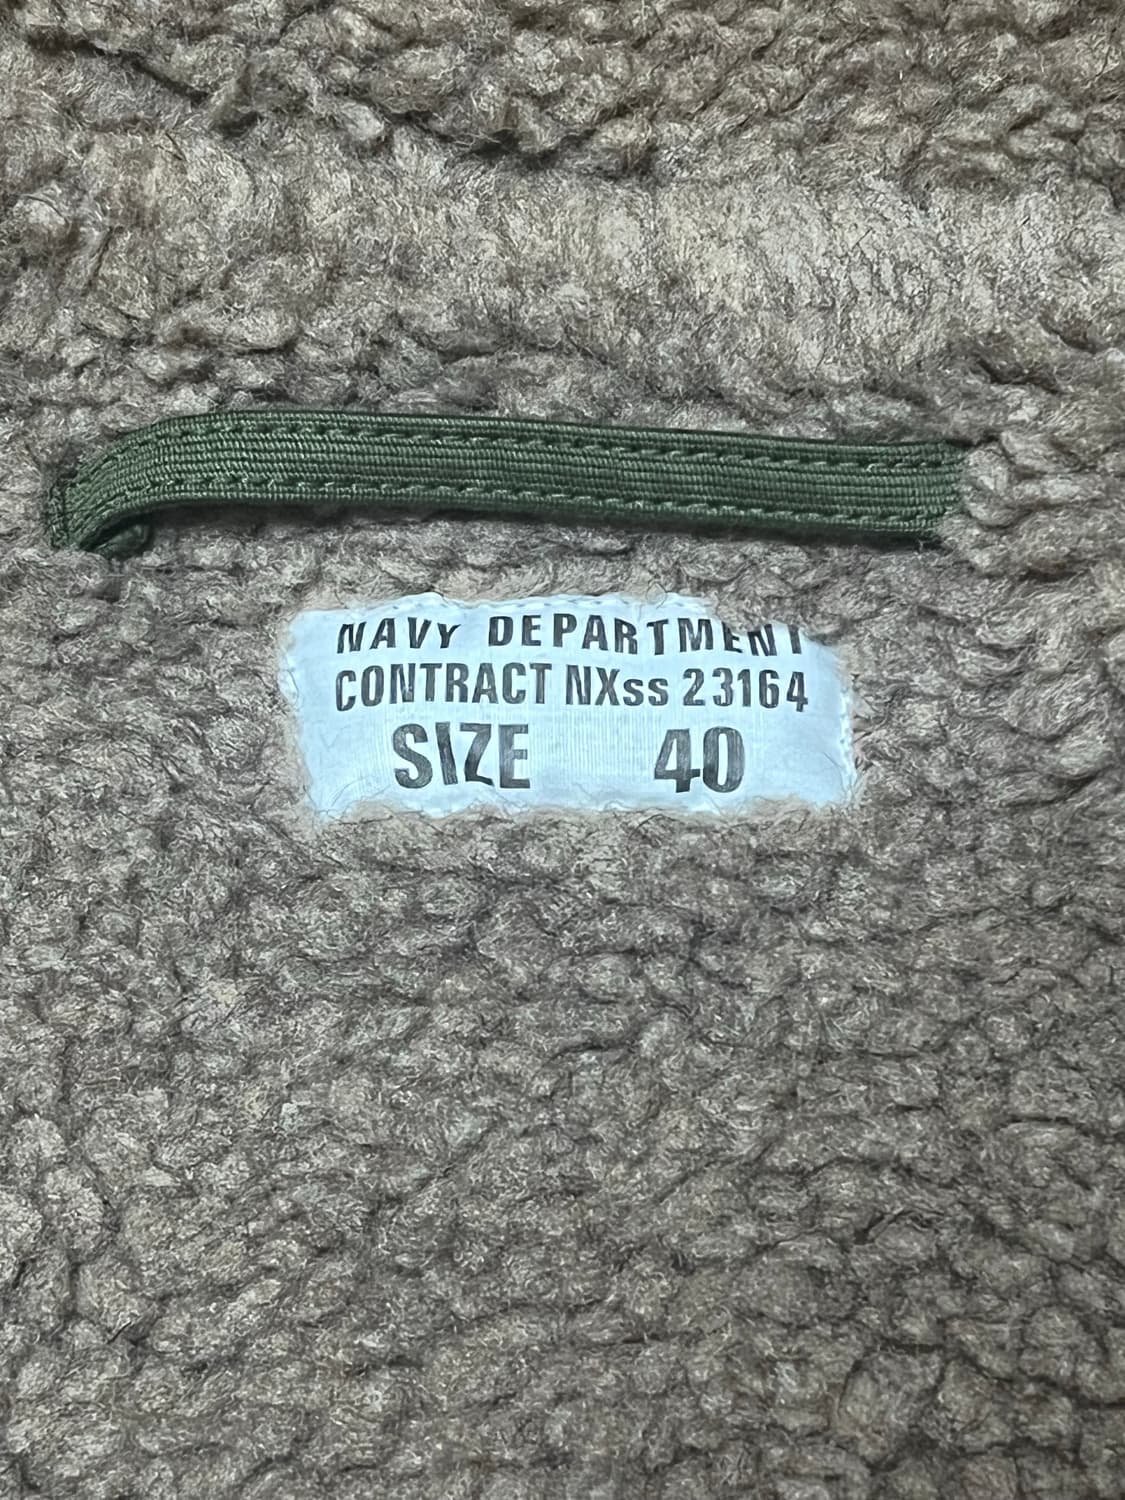 NAVY DEPARTMENT
CONTRACT NXss 23164
SIZE 40